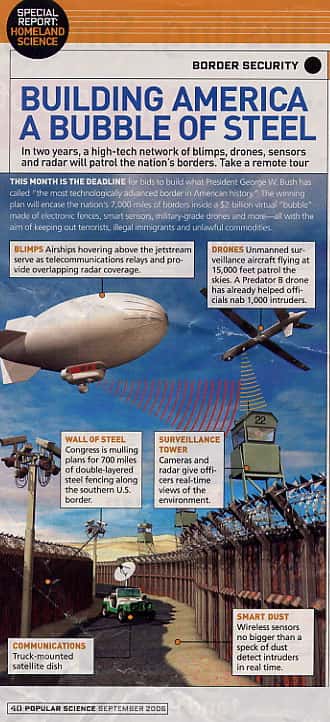 SPECIAL
REPORT:
HOMELAND
SCIENCE
BORDER SECURITY
BUILDING AMERICA
A BUBBLE OF STEEL
In two years, a high-tech network of blimps, drones, sensors
and radar will patrol the nation's borders. Take a remote tour
THIS MONTH IS THE DEADLINE for bids to build what President George W. Bush has
called "the most technologically advanced border in American history." The winning
plan will encase the nation's 7,000 miles of borders inside a $2 billion virtual "bubble"
made of electronic fences, smart sensors, military-grade drones and more—all with the
aim of keeping out terrorists, illegal immigrants and unlawful commodities.
BLIMPS Airships hovering above the jetstream
serve as telecommunications relays and pro-
vide overlapping radar coverage.
DRONES Unmanned sur-
veillance aircraft flying at
15,000 feet patrol the
skies. A Predator B drone
has already helped offi-
cials nab 1,000 intruders.
22
WALL OF STEEL
Congress is mulling
plans for 700 miles
of double-layered
steel fencing along
the southern U.S.
border.
SURVEILLANCE
TOWER
Cameras and
radar give offi-
cers real-time
views of the
environment.
COMMUNICATIONS
Truck-mounted
satellite dish
SMART DUST
Wireless sensors
no bigger than a
speck of dust
detect intruders
in real time.
40 POPULAR SCIENCE SEPTEMBER 2006